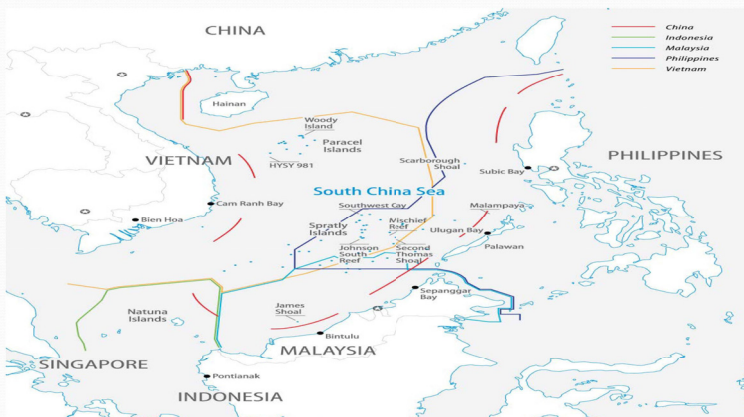 CHINA
China
Indonesia
Malaysia
Philippines
Vietnam
Hainan
Woody
Island
Paracel
Islands
HYSY 981
VIETNAM
Scarborough
Shoal
Subic Bay
PHILIPPINES
South China Sea
Cam Ranh Bay
Southwest Cay
Malampaya
Bien Hoa
Spratly
Islands
Mischief
Reef
Ulugan Bay
Palawan
Johnson
South
Reef
Second
Thomas
Shoal
Sepanggar
Bay
Natuna
Islands
James
Shoal
Bintulu
MALAYSIA
SINGAPORE
Pontianak
INDONESIA